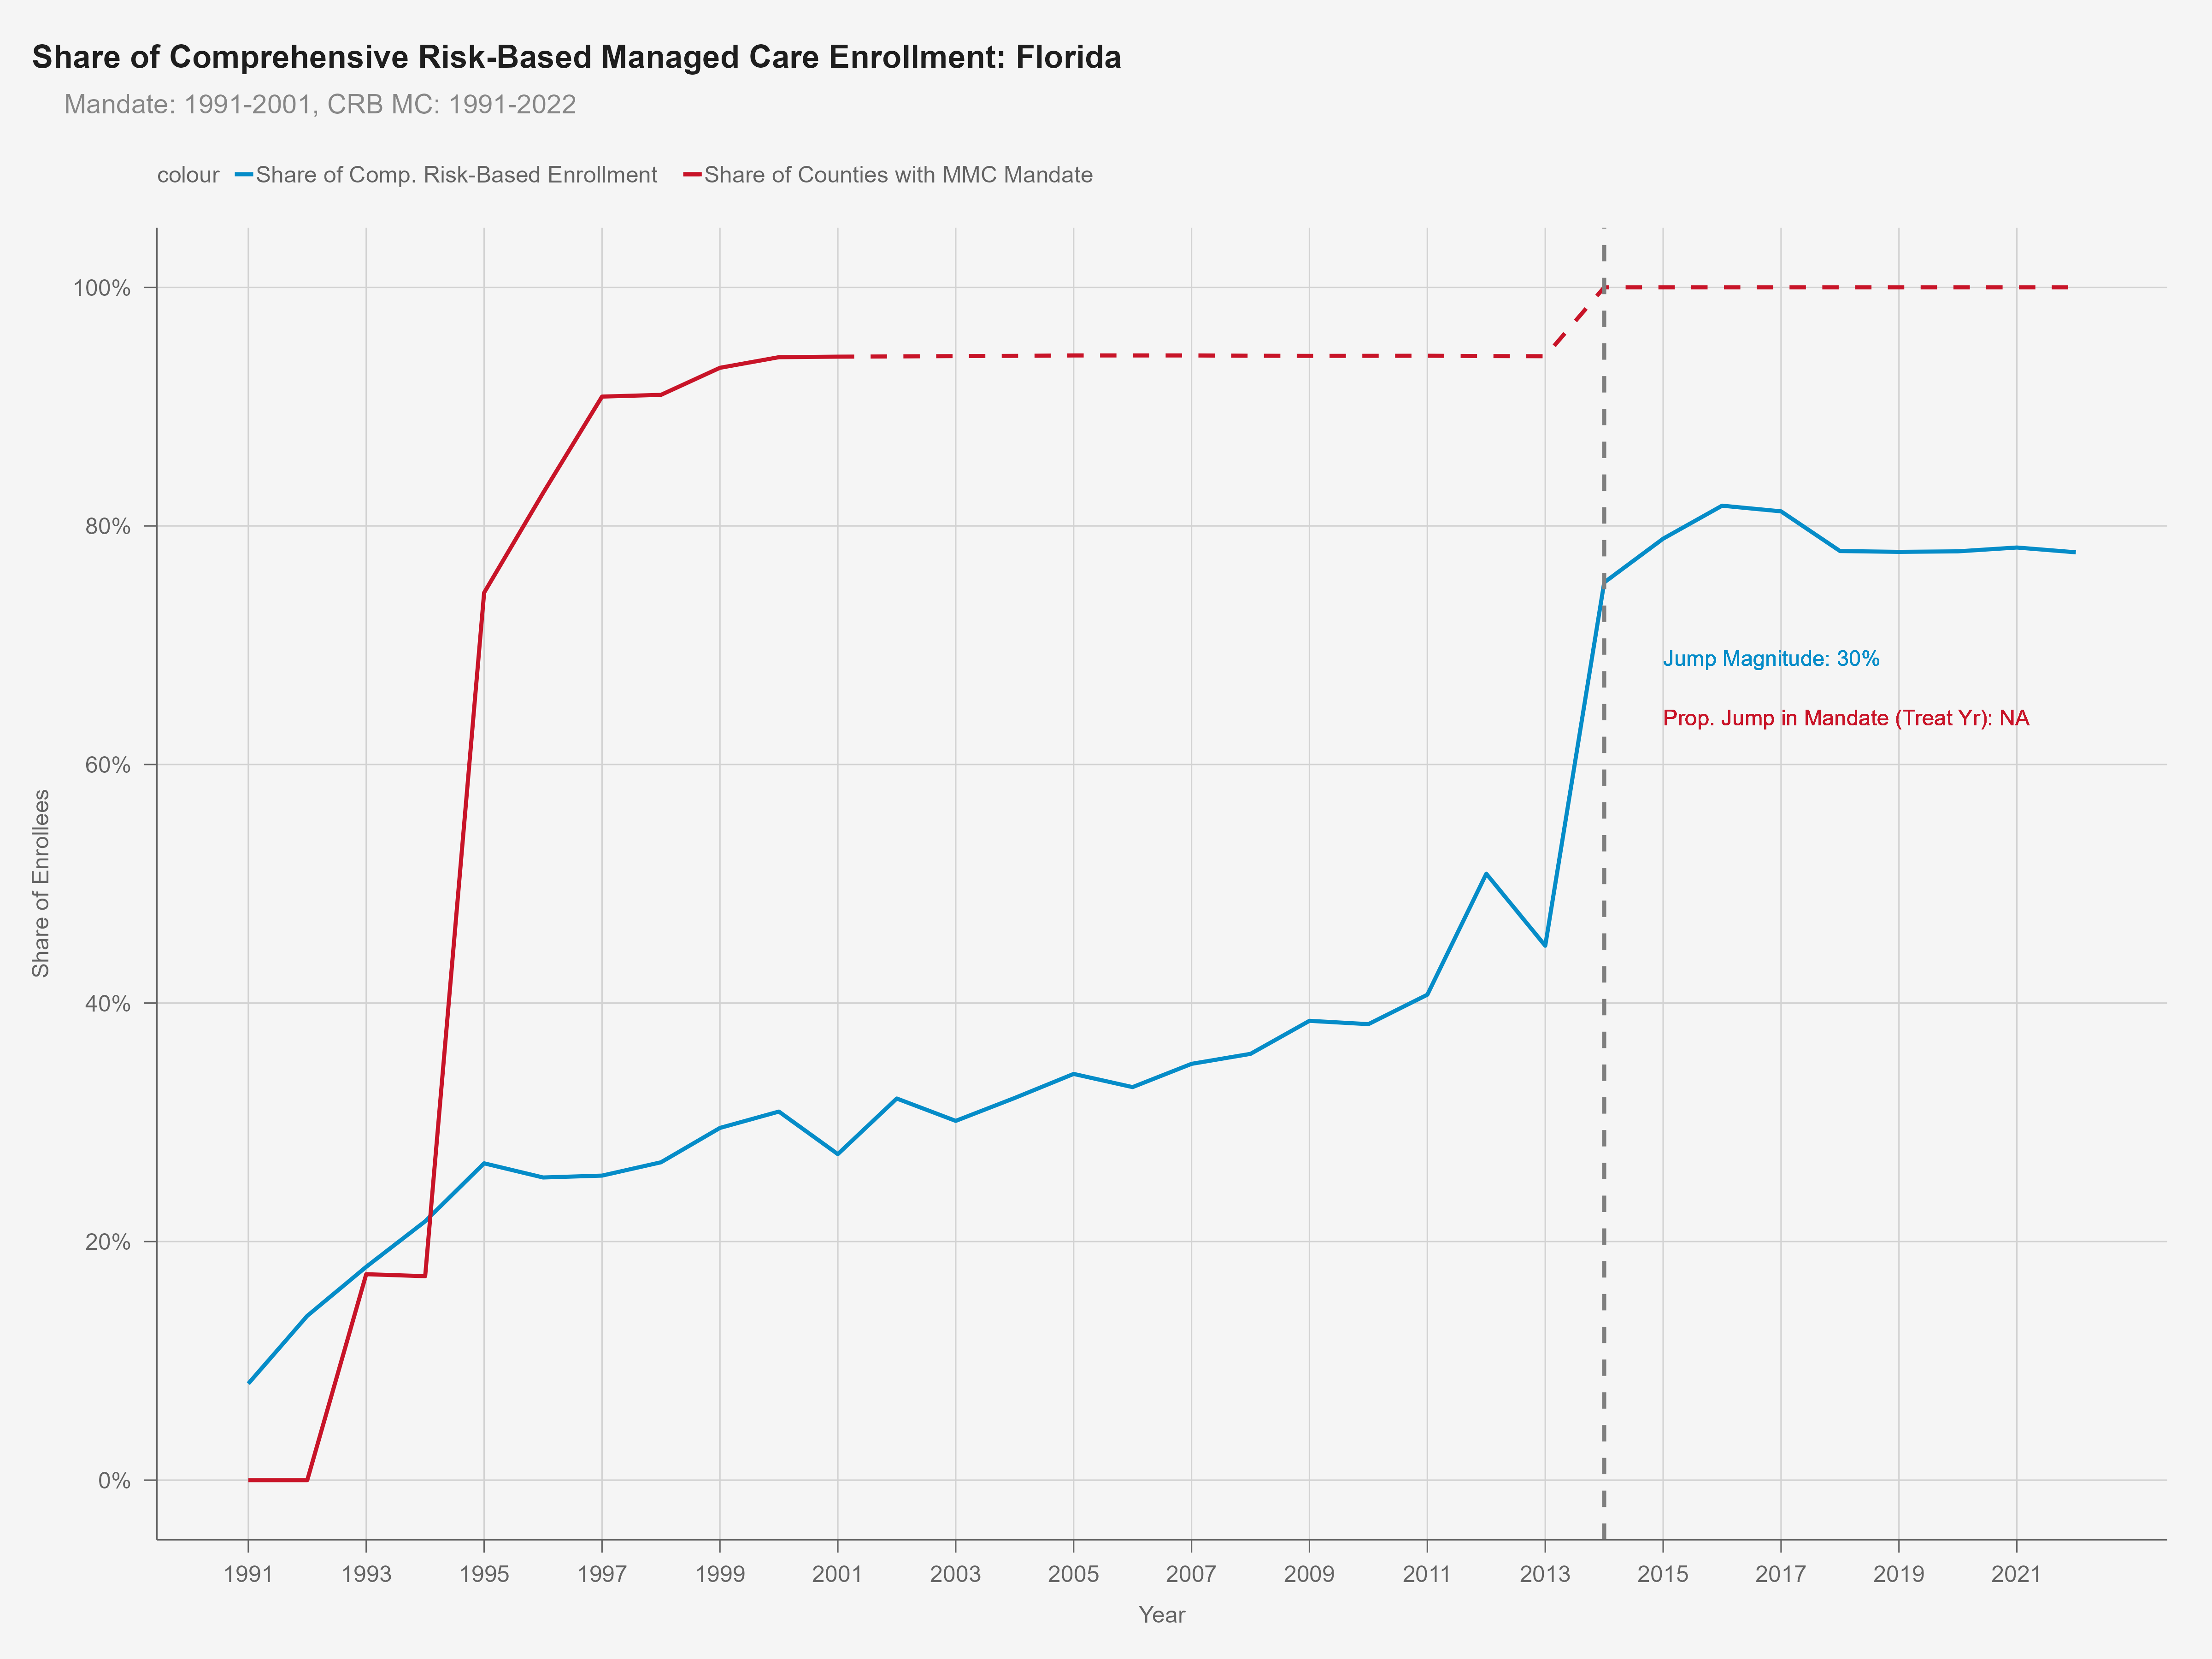 Share of Comprehensive Risk-Based Managed Care Enrollment: Florida
Mandate: 1991-2001, CRB MC: 1991-2022
colour Share of Comp. Risk-Based Enrollment Share of Counties with MMC Mandate
100%
80%
60%
40%
20%
0%
Share of Enrollees
Jump Magnitude: 30%
Prop. Jump in Mandate (Treat Yr): NA
1991 1993 1995 1997 1999 2001 2003 2005 2007 2009 2011 2013 2015 2017 2019 2021
Year